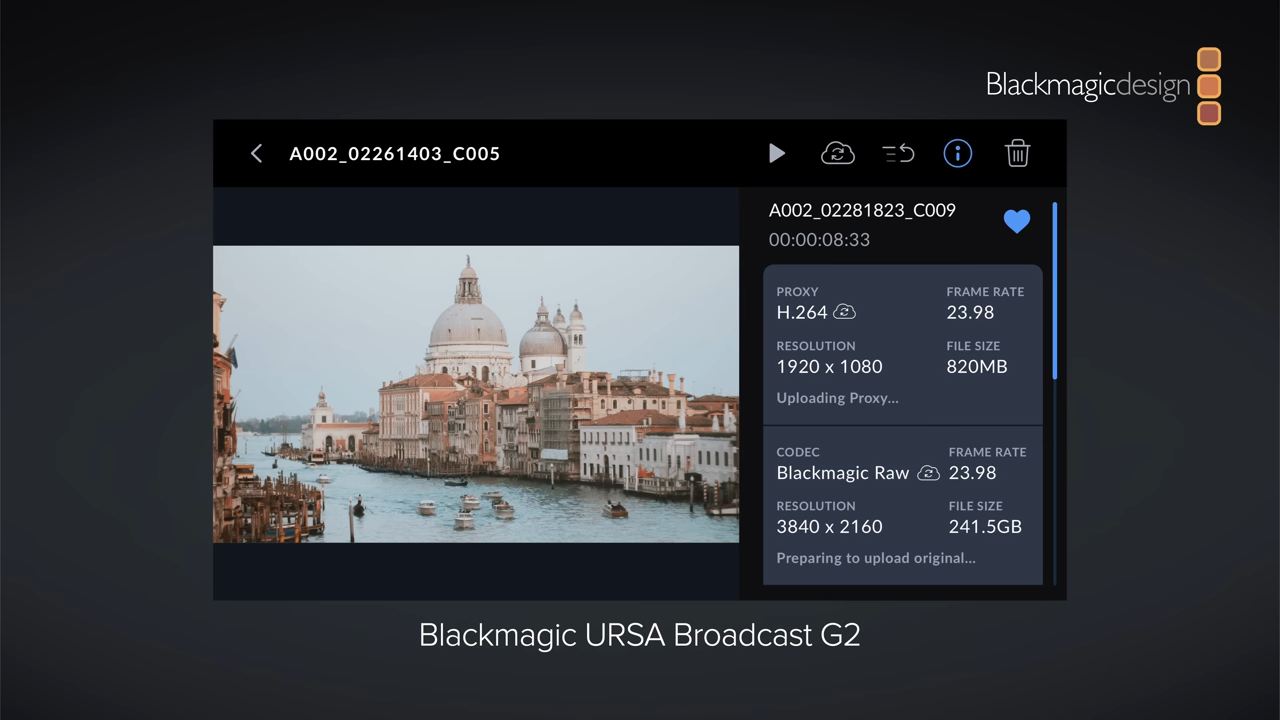 Blackmagicdesign
A002_02261403_C005
A002_02281823_C009
00:00:08:33
PROXY FRAME RATE
H.264 23.98
RESOLUTION FILE SIZE
1920 x 1080 820MB
Uploading Proxy...
CODEC FRAME RATE
Blackmagic Raw 23.98
RESOLUTION FILE SIZE
3840 x 2160 241.5GB
Preparing to upload original...
Blackmagic URSA Broadcast G2